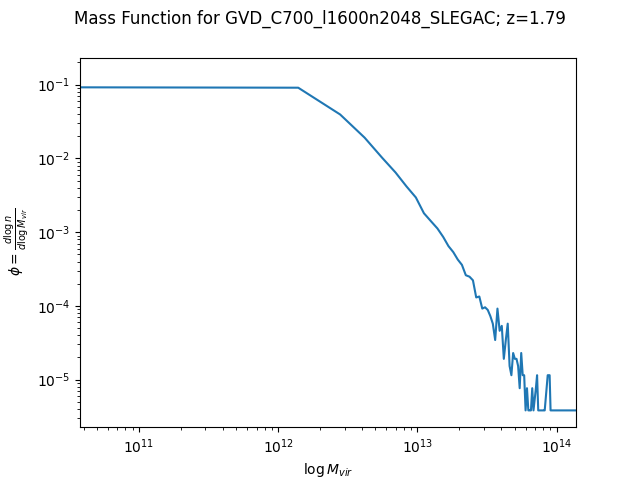 Mass Function for GVD_C700_l1600n2048_SLEGAC; z=1.79
ϕ = d log n / d log M_vir
10⁻¹
10⁻²
10⁻³
10⁻⁴
10⁻⁵
10¹¹ 10¹² 10¹³ 10¹⁴
log M_vir